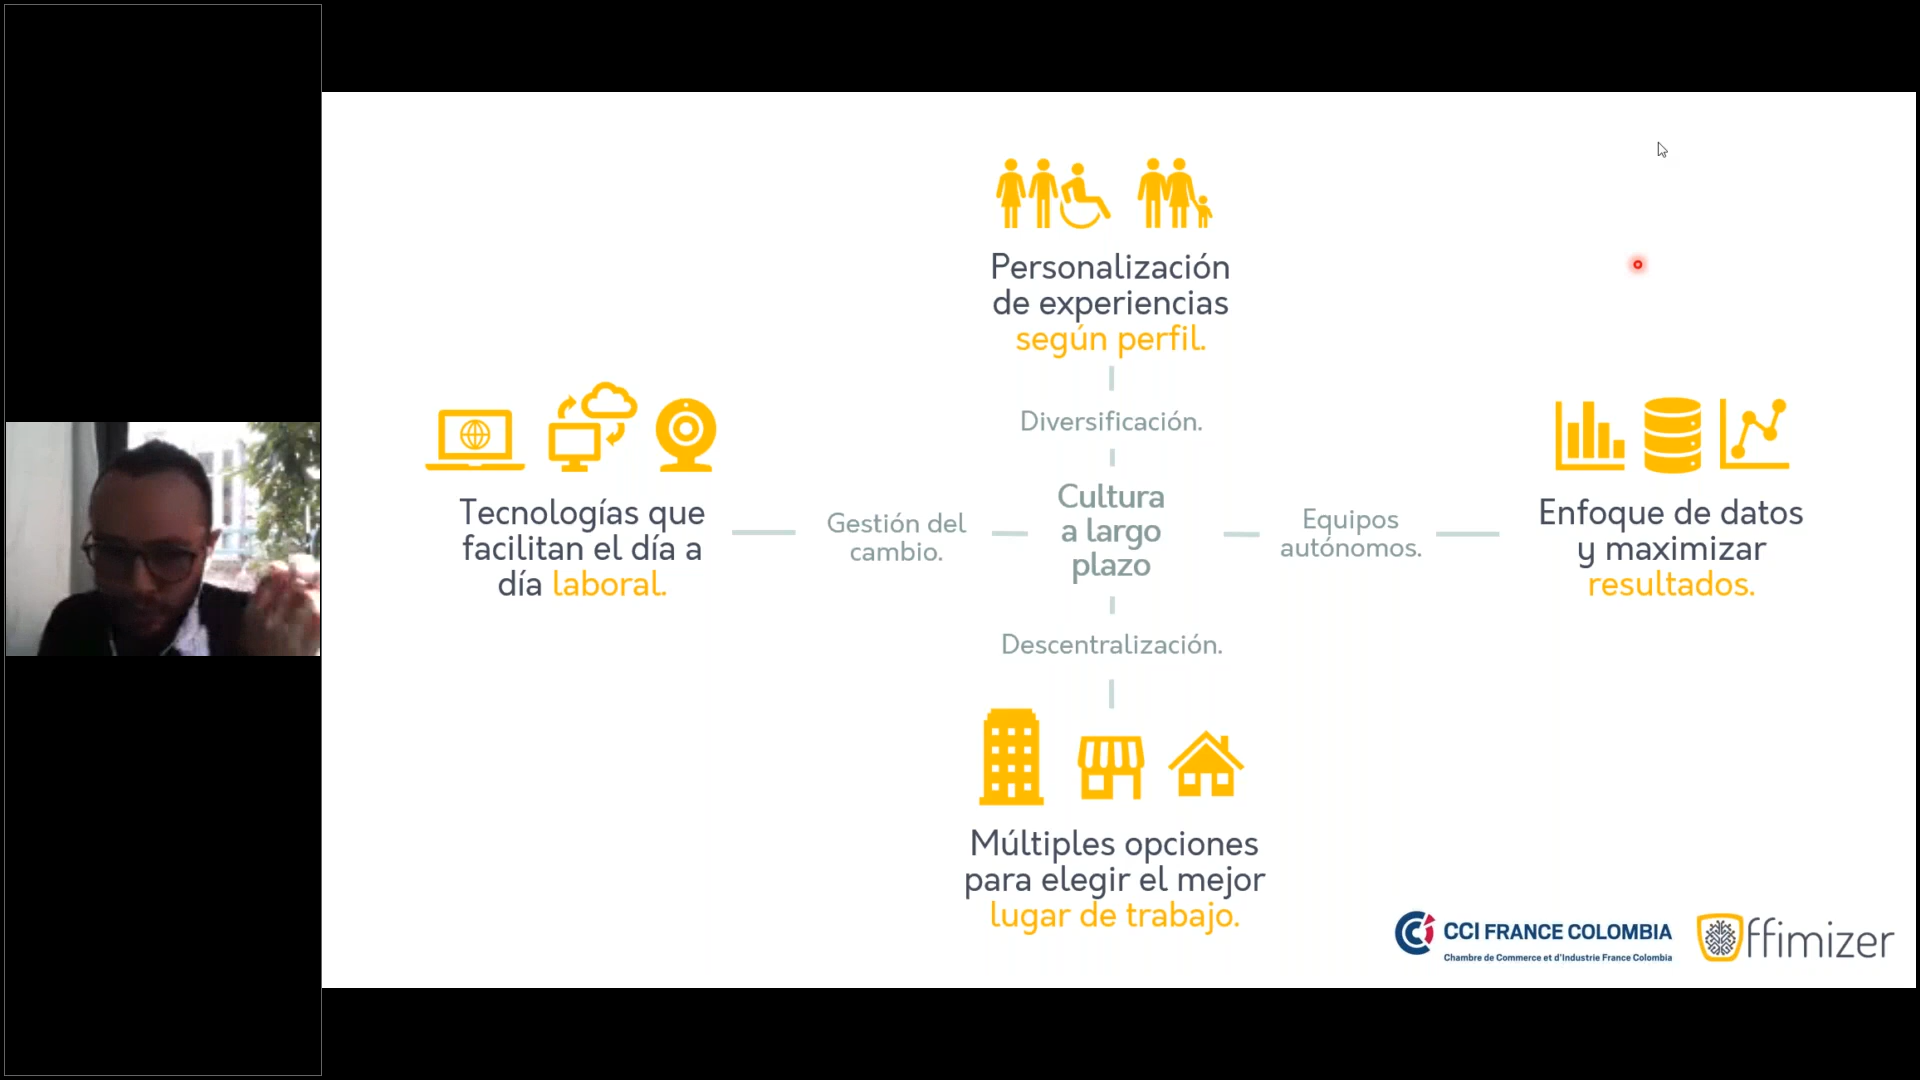 Personalización
de experiencias
según perfil.
Diversificación.
Cultura
a largo
plazo
Tecnologías que
facilitan el día a
día laboral.
Gestión del
cambio.
Equipos
autónomos.
Enfoque de datos
y maximizar
resultados.
Descentralización.
Múltiples opciones
para elegir el mejor
lugar de trabajo.
CCI FRANCE COLOMBIA
Chambre de Commerce et d'Industrie France Colombia
ffimizer